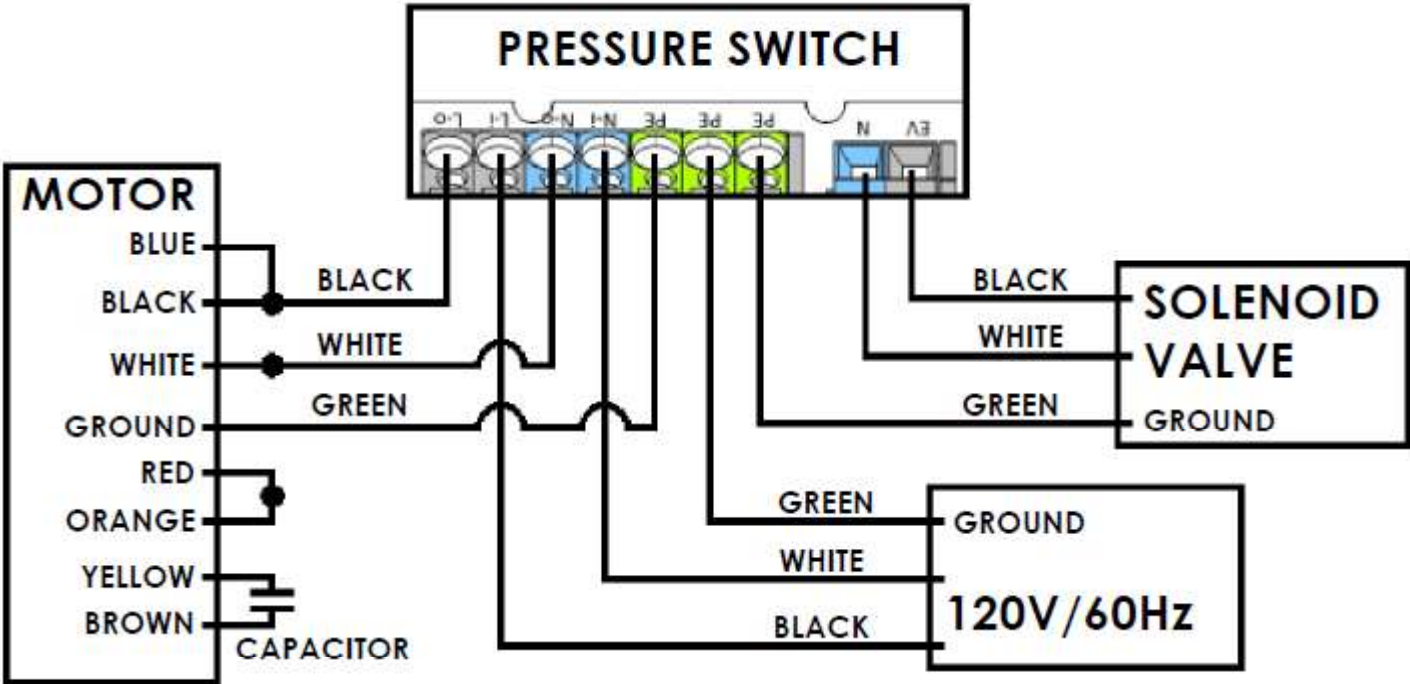 PRESSURE SWITCH
L-o L-i N-o N-i PE PE PE N EV
MOTOR
BLUE
BLACK
WHITE
GROUND
RED
ORANGE
YELLOW
BROWN
CAPACITOR
BLACK
WHITE
GREEN
BLACK
WHITE
GREEN
SOLENOID
VALVE
GROUND
GREEN
WHITE
BLACK
GROUND
120V/60Hz